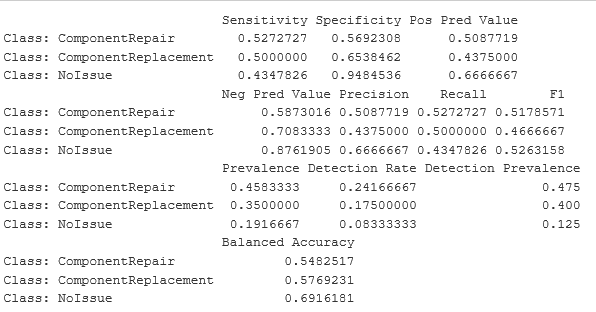 Sensitivity Specificity Pos Pred Value
Class: ComponentRepair 0.5272727 0.5692308 0.5087719
Class: ComponentReplacement 0.5000000 0.6538462 0.4375000
Class: NoIssue 0.4347826 0.9484536 0.6666667
Neg Pred Value Precision Recall F1
Class: ComponentRepair 0.5873016 0.5087719 0.5272727 0.5178571
Class: ComponentReplacement 0.7083333 0.4375000 0.5000000 0.4666667
Class: NoIssue 0.8761905 0.6666667 0.4347826 0.5263158
Prevalence Detection Rate Detection Prevalence
Class: ComponentRepair 0.4583333 0.24166667 0.475
Class: ComponentReplacement 0.3500000 0.17500000 0.400
Class: NoIssue 0.1916667 0.08333333 0.125
Balanced Accuracy
Class: ComponentRepair 0.5482517
Class: ComponentReplacement 0.5769231
Class: NoIssue 0.6916181